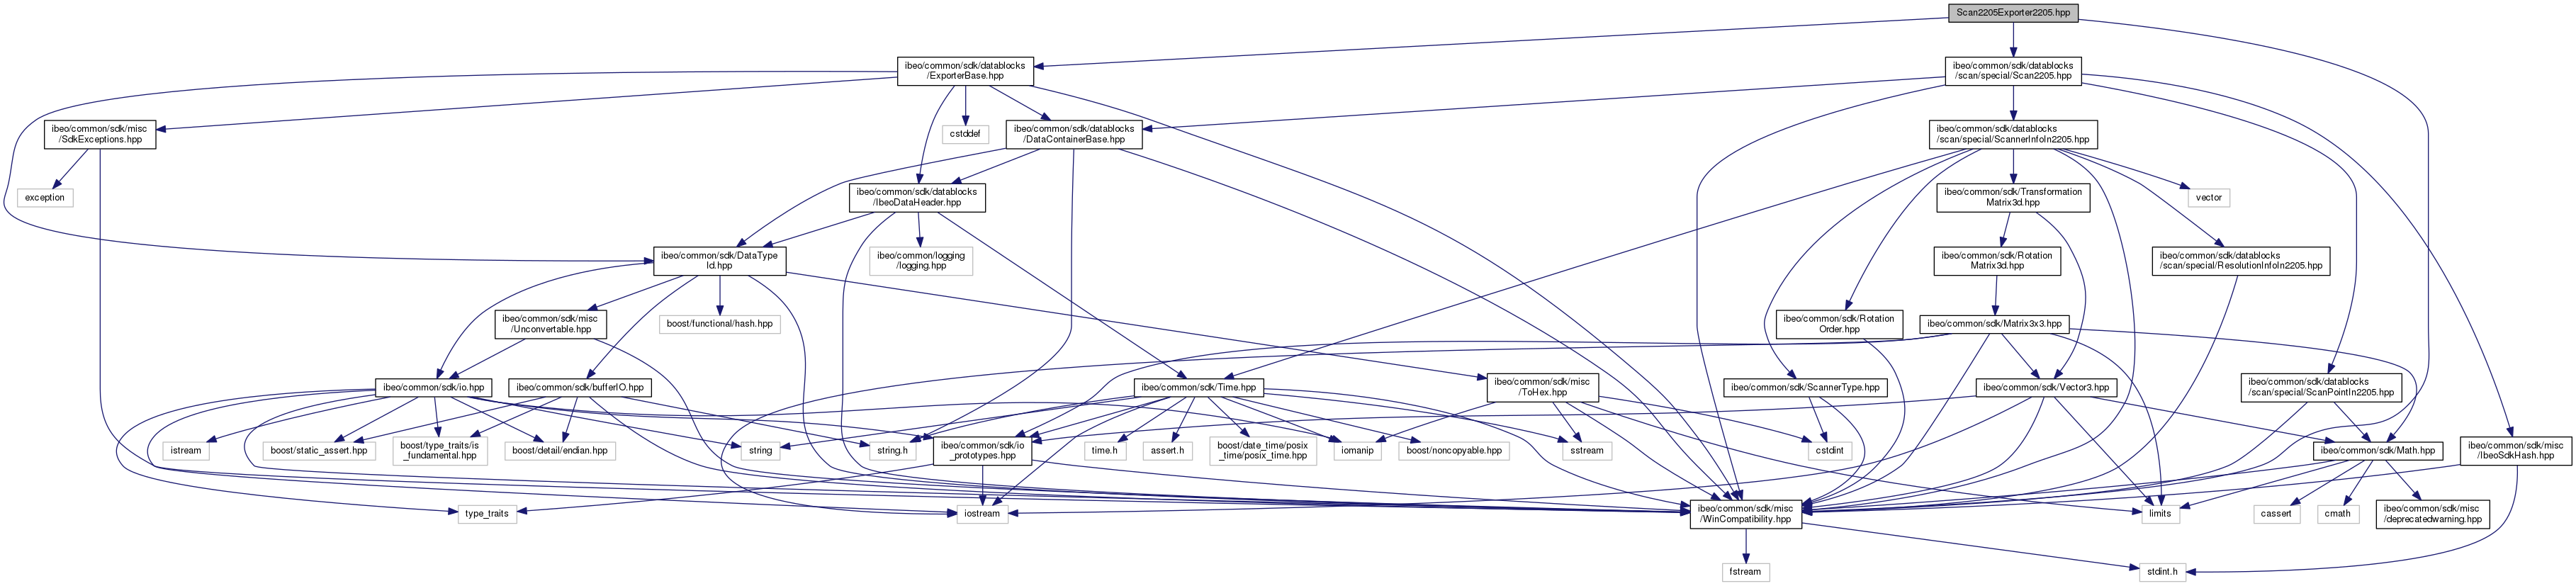 Scan2205Exporter2205.hpp
ibeo/common/sdk/datablocks
/ExporterBase.hpp
ibeo/common/sdk/datablocks
/scan/special/Scan2205.hpp
ibeo/common/sdk/misc
/SdkExceptions.hpp
cstddef
ibeo/common/sdk/datablocks
/DataContainerBase.hpp
ibeo/common/sdk/datablocks
/scan/special/ScannerInfoIn2205.hpp
exception
ibeo/common/sdk/datablocks
/IbeoDataHeader.hpp
ibeo/common/sdk/Transformation
Matrix3d.hpp
vector
ibeo/common/sdk/DataType
Id.hpp
ibeo/common/logging
/logging.hpp
ibeo/common/sdk/Rotation
Matrix3d.hpp
ibeo/common/sdk/datablocks
/scan/special/ResolutionInfoIn2205.hpp
ibeo/common/sdk/misc
/Unconvertable.hpp
boost/functional/hash.hpp
ibeo/common/sdk/Rotation
Order.hpp
ibeo/common/sdk/Matrix3x3.hpp
ibeo/common/sdk/io.hpp
ibeo/common/sdk/bufferIO.hpp
ibeo/common/sdk/Time.hpp
ibeo/common/sdk/misc
/ToHex.hpp
ibeo/common/sdk/ScannerType.hpp
ibeo/common/sdk/Vector3.hpp
ibeo/common/sdk/datablocks
/scan/special/ScanPointIn2205.hpp
istream
boost/static_assert.hpp
boost/type_traits/is
_fundamental.hpp
boost/detail/endian.hpp
string
string.h
ibeo/common/sdk/io
_prototypes.hpp
time.h
assert.h
boost/date_time/posix
_time/posix_time.hpp
iomanip
boost/noncopyable.hpp
sstream
cstdint
ibeo/common/sdk/Math.hpp
ibeo/common/sdk/misc
/IbeoSdkHash.hpp
type_traits
iostream
ibeo/common/sdk/misc
/WinCompatibility.hpp
limits
cassert
cmath
ibeo/common/sdk/misc
/deprecatedwarning.hpp
fstream
stdint.h